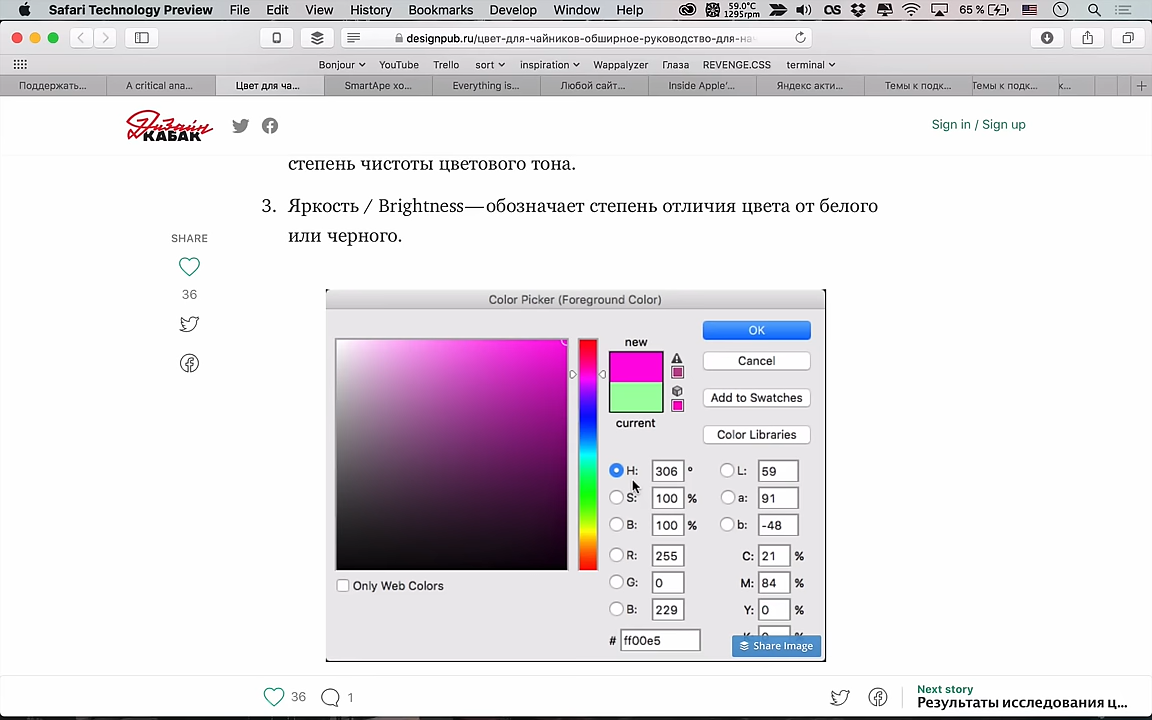 Safari Technology Preview File Edit View History Bookmarks Develop Window Help 59.0°C 1295rpm OS 65 %
designpub.ru/цвет-для-чайников-обширное-руководство-для-на
Bonjour YouTube Trello sort inspiration Wappalyzer Глаза REVENGE.CSS terminal
Поддержать... A critical ana... Цвет для ча... SmartApe хо... Everything is... Любой сайт... Inside Apple'... Яндекс акти... Темы к подк... Темы к подк... к...
Дизайн
КАБАК
Sign in / Sign up
степень чистоты цветового тона.
3. Яркость / Brightness—обозначает степень отличия цвета от белого
или черного.
SHARE
36
Color Picker (Foreground Color)
new
current
OK
Cancel
Add to Swatches
Color Libraries
H: 306 ° L: 59
S: 100 % a: 91
B: 100 % b: -48
R: 255 C: 21 %
G: 0 M: 84 %
B: 229 Y: 0 %
Only Web Colors
# ff00e5
Share Image
36 1
Next story
Результаты исследования ц...